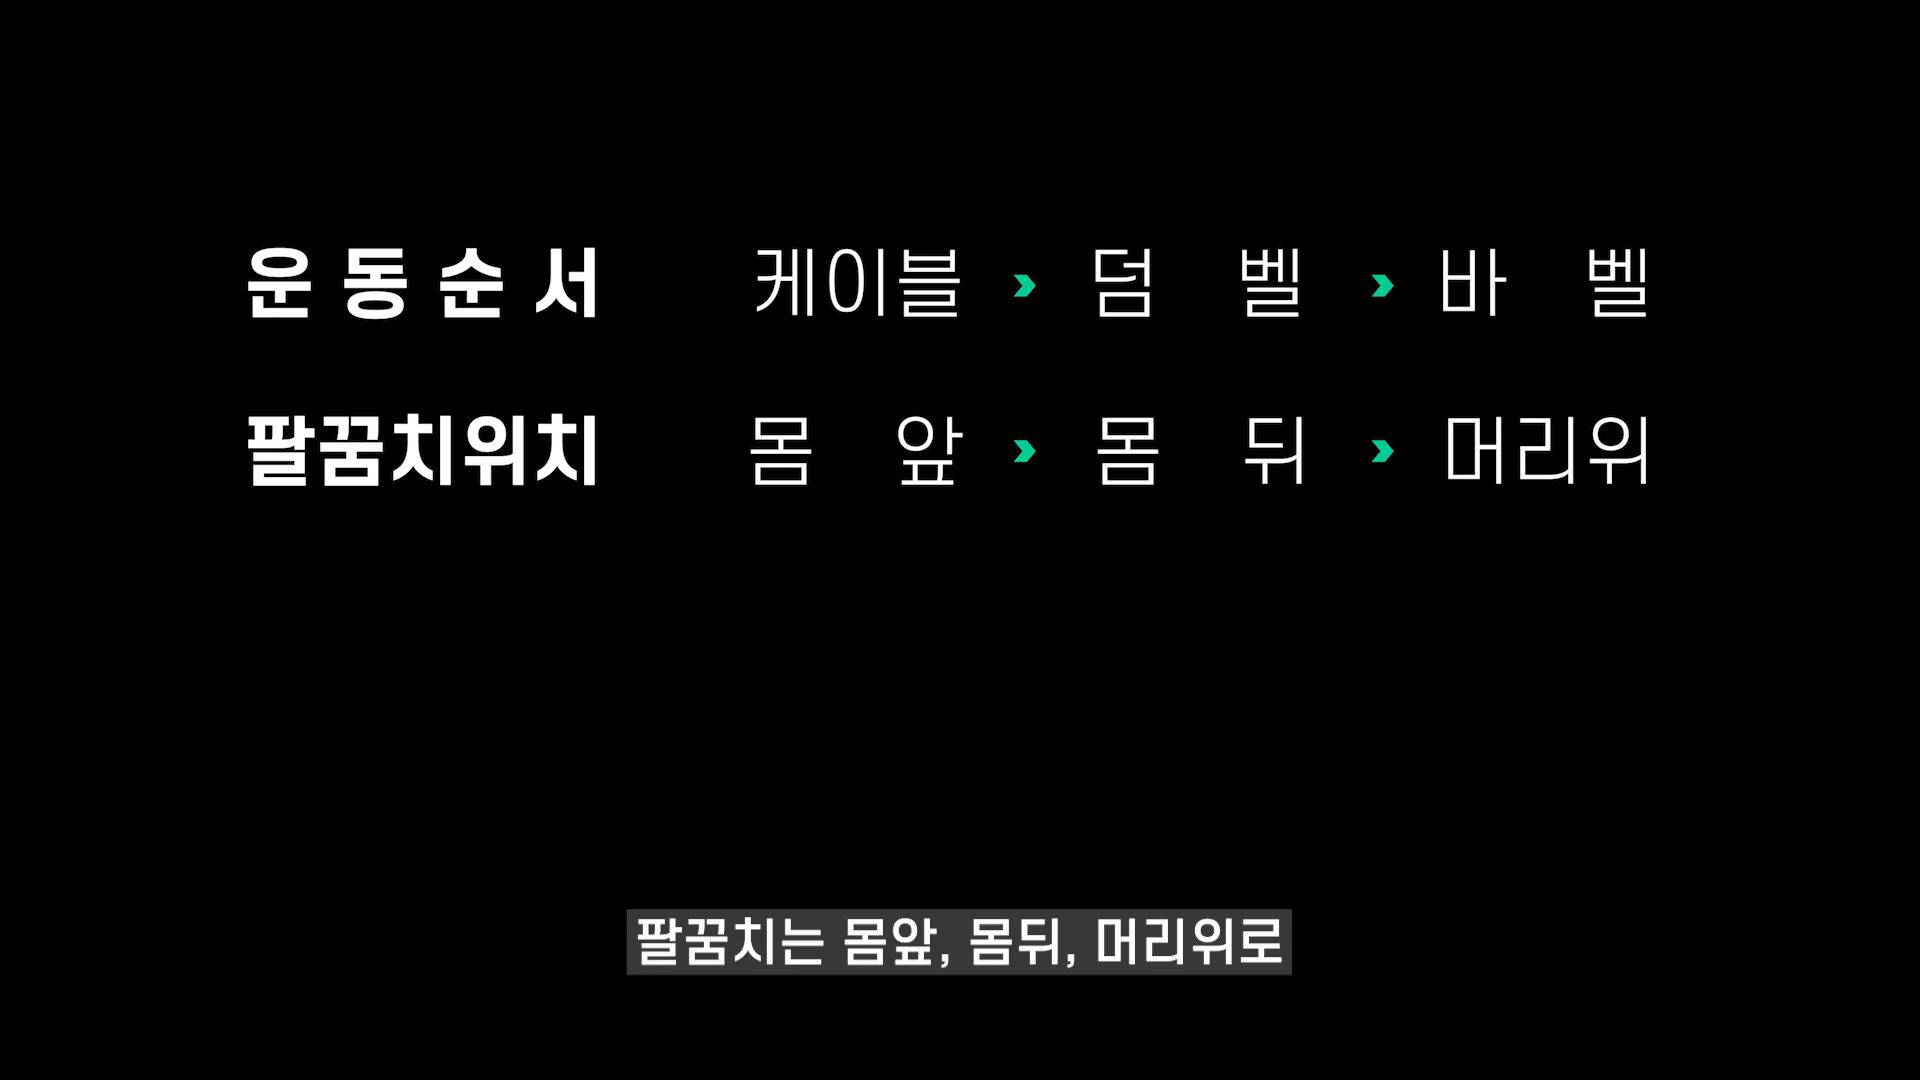 운동순서 케이블 › 덤벨 › 바벨
팔꿈치위치 몸앞 › 몸뒤 › 머리위
팔꿈치는 몸앞, 몸뒤, 머리위로